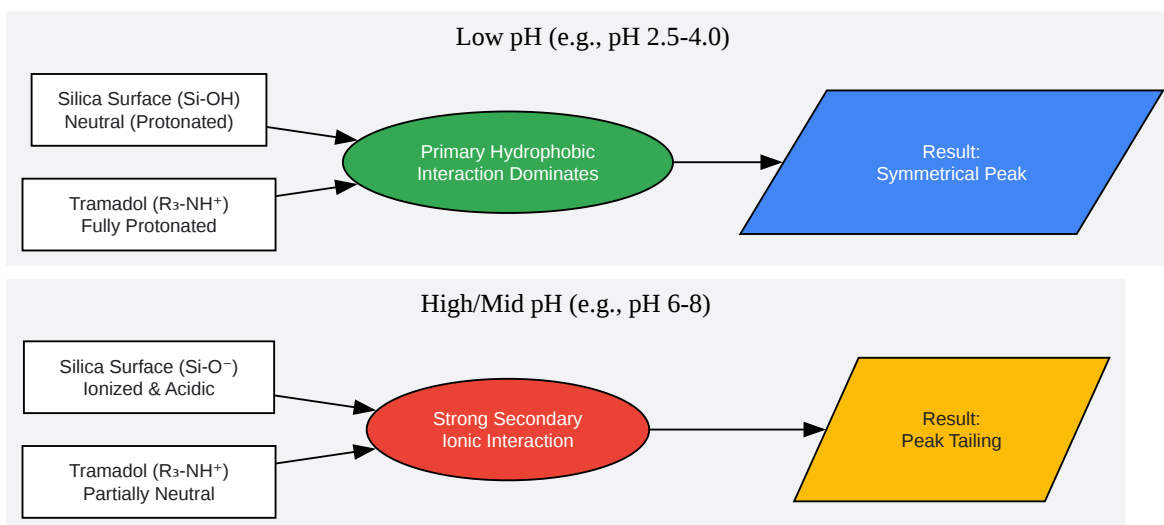 Low pH (e.g., pH 2.5-4.0)
Silica Surface (Si-OH)
Neutral (Protonated)
Tramadol (R₃-NH⁺)
Fully Protonated
Primary Hydrophobic
Interaction Dominates
Result:
Symmetrical Peak
High/Mid pH (e.g., pH 6-8)
Silica Surface (Si-O⁻)
Ionized & Acidic
Tramadol (R₃-NH⁺)
Partially Neutral
Strong Secondary
Ionic Interaction
Result:
Peak Tailing